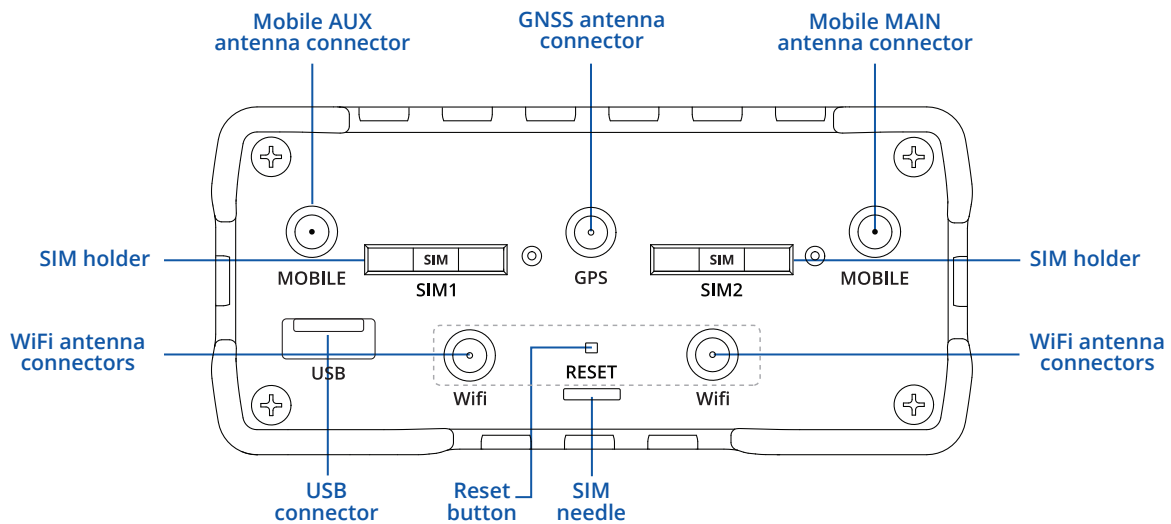 Mobile AUX
antenna connector
GNSS antenna
connector
Mobile MAIN
antenna connector
SIM holder
MOBILE
SIM
SIM1
GPS
SIM
SIM2
MOBILE
SIM holder
WiFi antenna
connectors
USB
Wifi
RESET
Wifi
WiFi antenna
connectors
USB
connector
Reset
button
SIM
needle